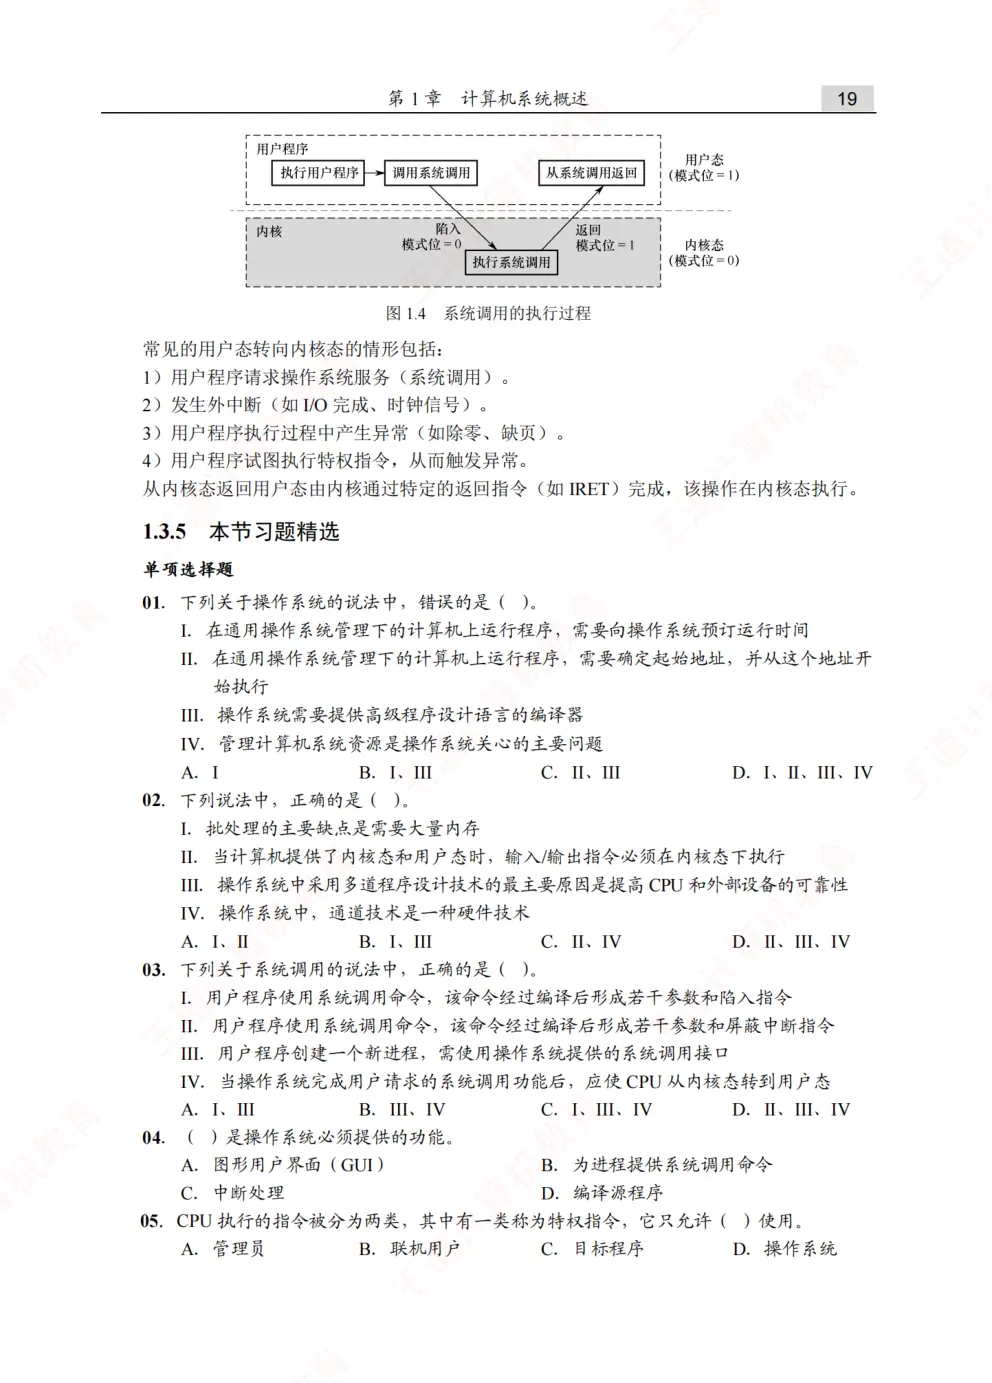 第 1 章　计算机系统概述
19
用户程序
执行用户程序
调用系统调用
从系统调用返回
用户态
（模式位 = 1）
内核
陷入
模式位 = 0
返回
模式位 = 1
执行系统调用
内核态
（模式位 = 0）
图 1.4　系统调用的执行过程
常见的用户态转向内核态的情形包括：
1）用户程序请求操作系统服务（系统调用）。
2）发生外中断（如 I/O 完成、时钟信号）。
3）用户程序执行过程中产生异常（如除零、缺页）。
4）用户程序试图执行特权指令，从而触发异常。
从内核态返回用户态由内核通过特定的返回指令（如 IRET）完成，该操作在内核态执行。
1.3.5　本节习题精选
单项选择题
01. 下列关于操作系统的说法中，错误的是（　）。
I. 在通用操作系统管理下的计算机上运行程序，需要向操作系统预订运行时间
II. 在通用操作系统管理下的计算机上运行程序，需要确定起始地址，并从这个地址开
始执行
III. 操作系统需要提供高级程序设计语言的编译器
IV. 管理计算机系统资源是操作系统关心的主要问题
A. I　B. I、III　C. II、III　D. I、II、III、IV
02. 下列说法中，正确的是（　）。
I. 批处理的主要缺点是需要大量内存
II. 当计算机提供了内核态和用户态时，输入/输出指令必须在内核态下执行
III. 操作系统中采用多道程序设计技术的最主要原因是提高 CPU 和外部设备的可靠性
IV. 操作系统中，通道技术是一种硬件技术
A. I、II　B. I、III　C. II、IV　D. II、III、IV
03. 下列关于系统调用的说法中，正确的是（　）。
I. 用户程序使用系统调用命令，该命令经过编译后形成若干参数和陷入指令
II. 用户程序使用系统调用命令，该命令经过编译后形成若干参数和屏蔽中断指令
III. 用户程序创建一个新进程，需使用操作系统提供的系统调用接口
IV. 当操作系统完成用户请求的系统调用功能后，应使 CPU 从内核态转到用户态
A. I、III　B. III、IV　C. I、III、IV　D. II、III、IV
04. （　）是操作系统必须提供的功能。
A. 图形用户界面（GUI）　B. 为进程提供系统调用命令
C. 中断处理　D. 编译源程序
05. CPU 执行的指令被分为两类，其中有一类称为特权指令，它只允许（　）使用。
A. 管理员　B. 联机用户　C. 目标程序　D. 操作系统
王道计算机教育